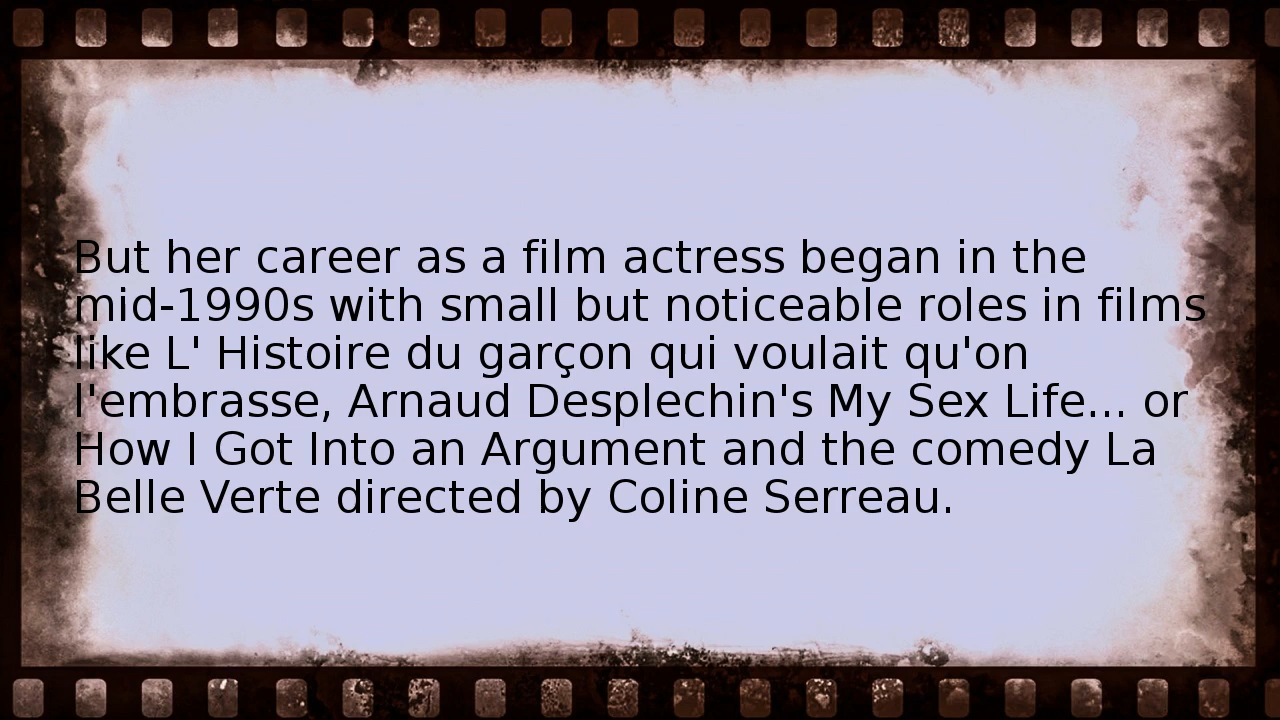 But her career as a film actress began in the
mid-1990s with small but noticeable roles in films
like L' Histoire du garçon qui voulait qu'on
l'embrasse, Arnaud Desplechin's My Sex Life... or
How I Got Into an Argument and the comedy La
Belle Verte directed by Coline Serreau.